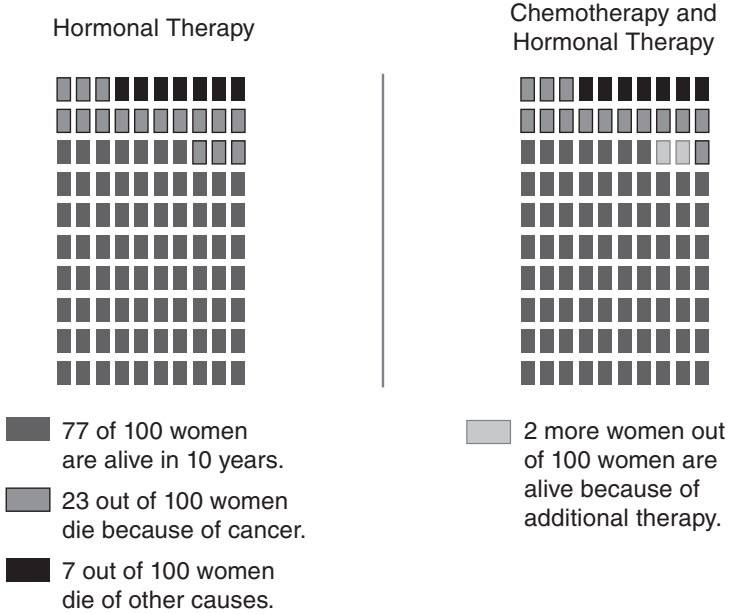 Hormonal Therapy
Chemotherapy and
Hormonal Therapy
77 of 100 women
are alive in 10 years.
23 out of 100 women
die because of cancer.
7 out of 100 women
die of other causes.
2 more women out
of 100 women are
alive because of
additional therapy.